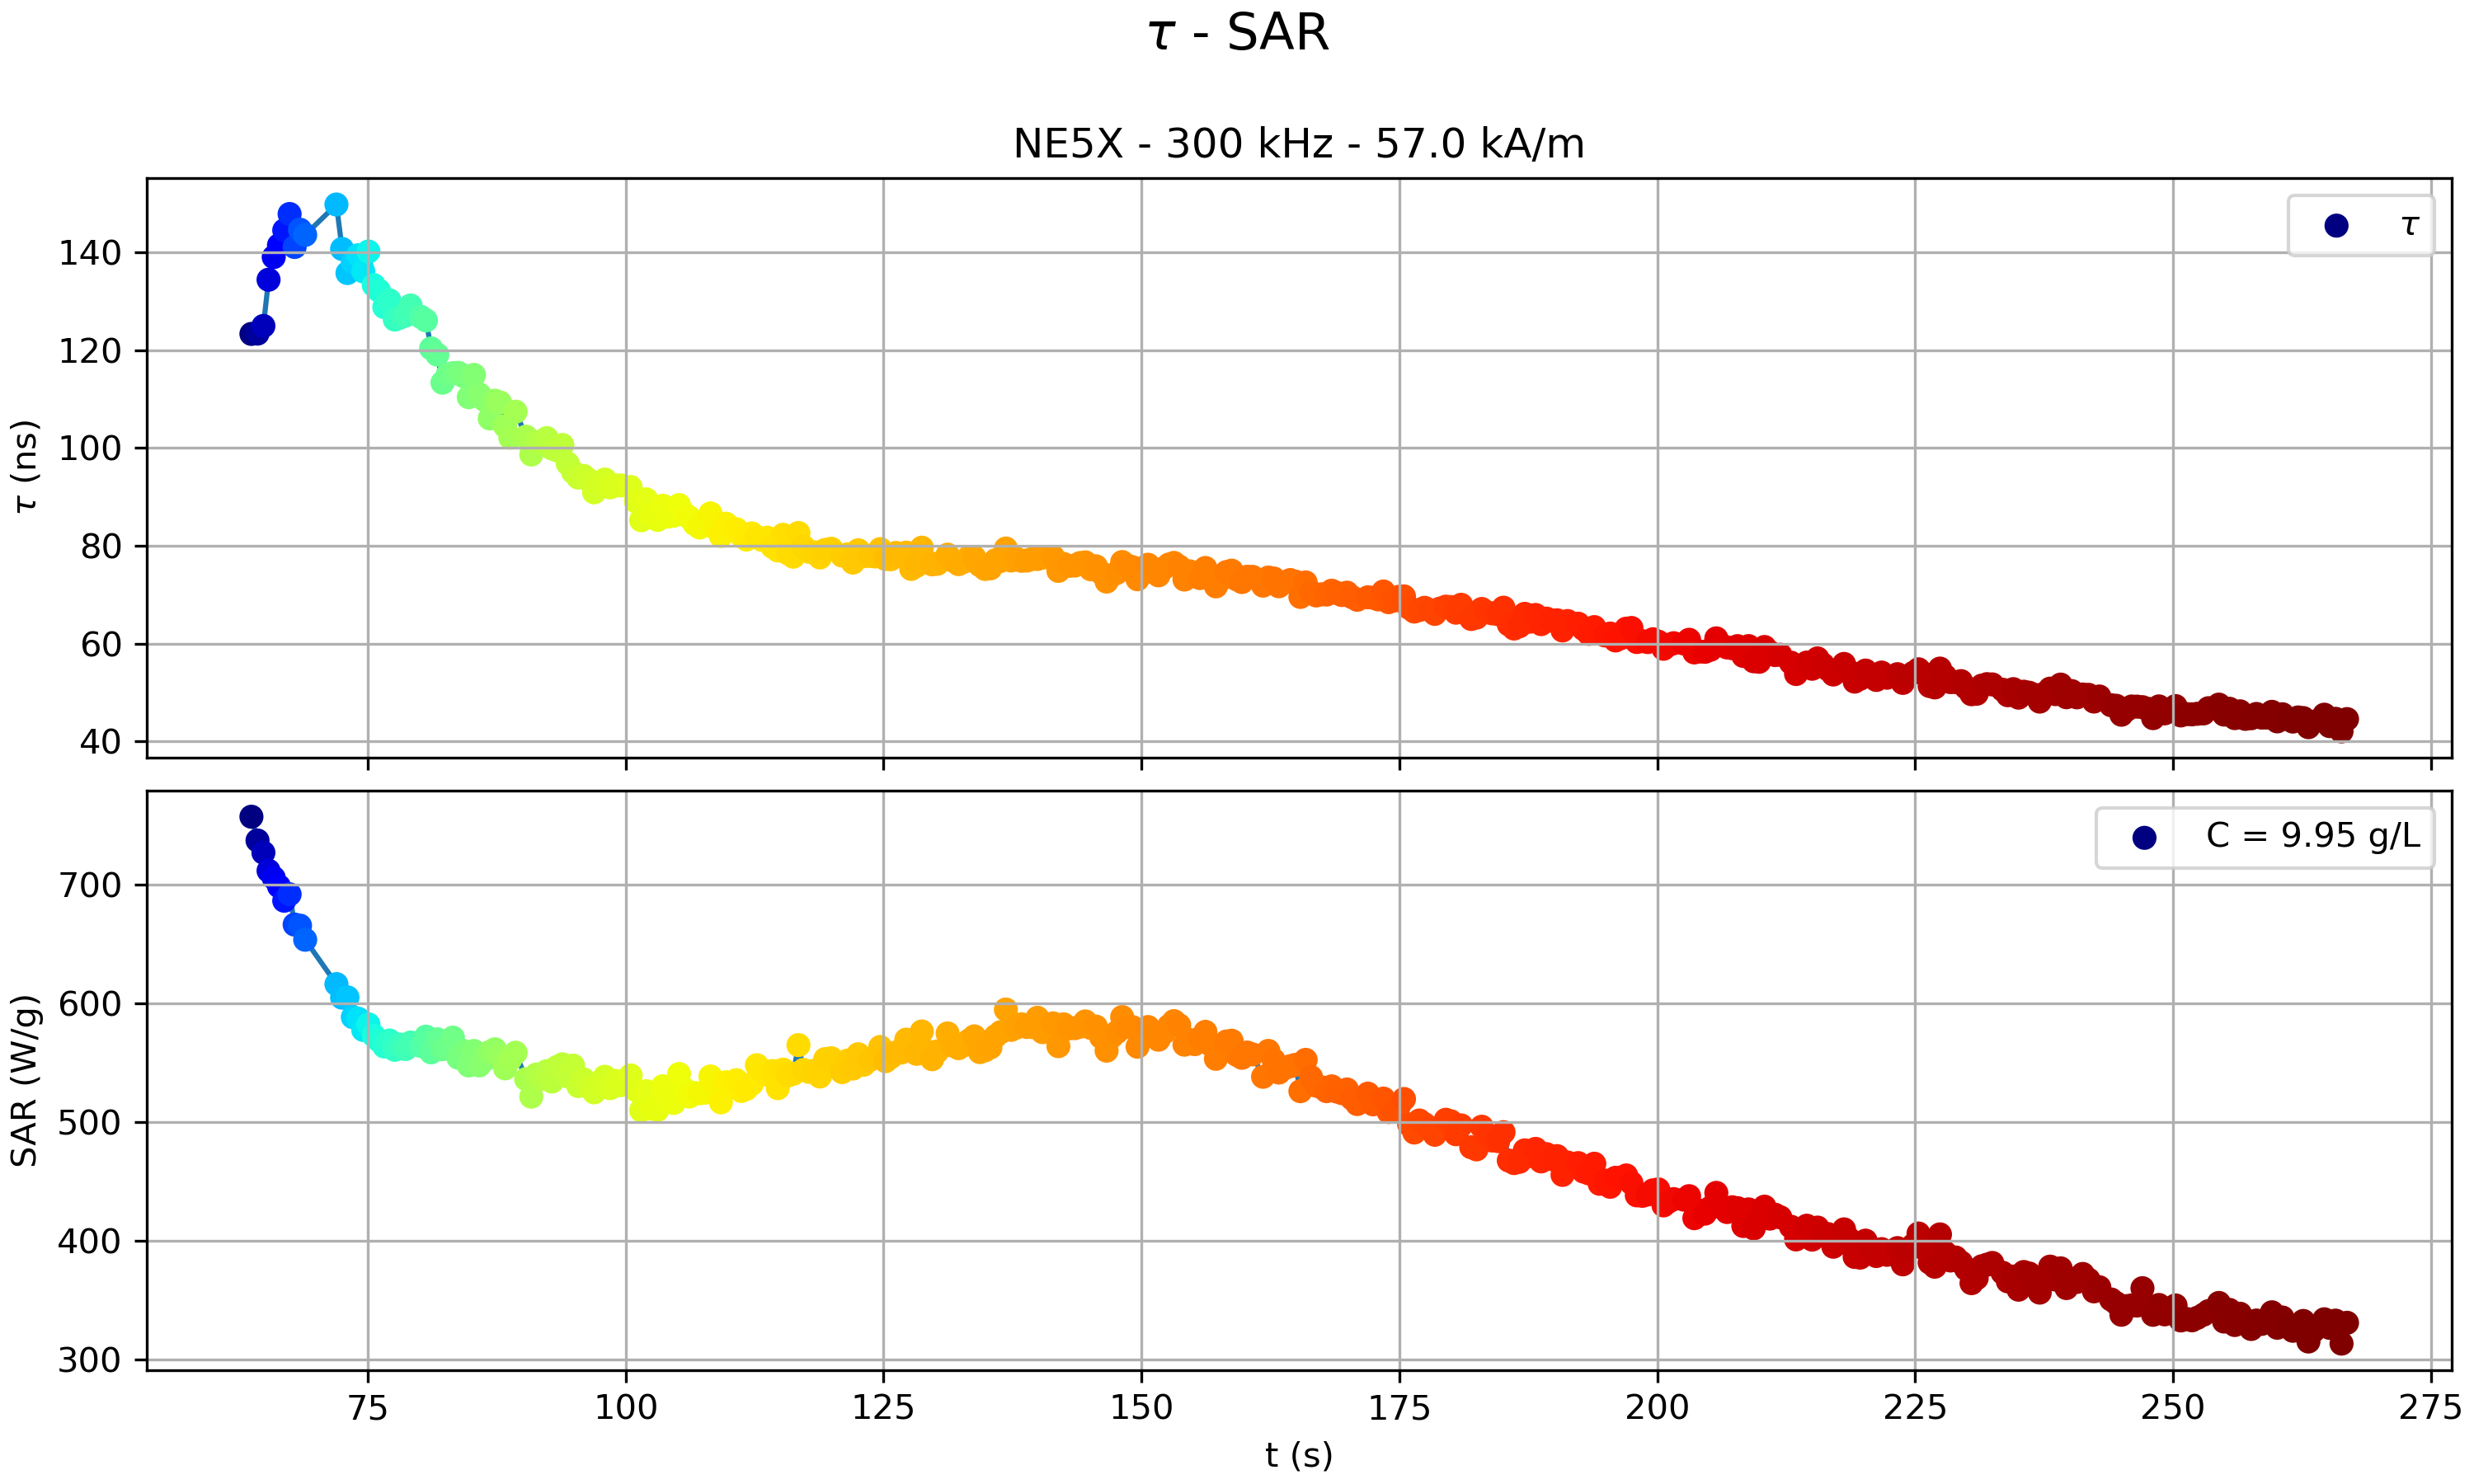 τ - SAR
NE5X - 300 kHz - 57.0 kA/m
τ
140
120
100
80
60
40
τ (ns)
C = 9.95 g/L
700
600
500
400
300
SAR (W/g)
75 100 125 150 175 200 225 250 275
t (s)